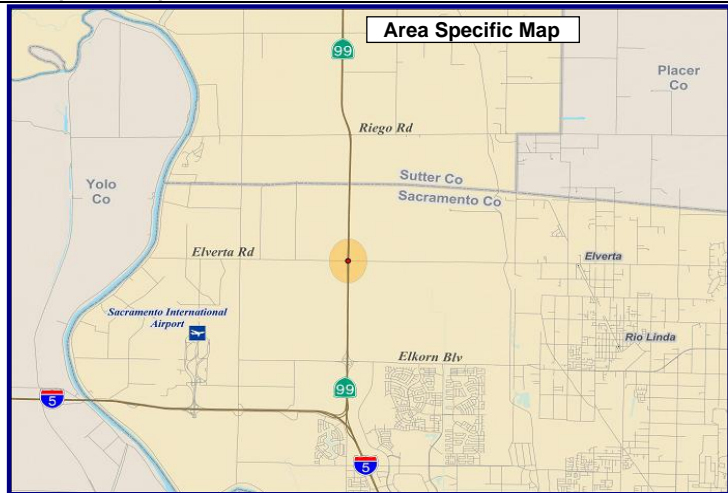 Area Specific Map
99
Placer
Co
Riego Rd
Sutter Co
Yolo
Co
Sacramento Co
Elverta Rd
Elverta
Sacramento International
Airport
Rio Linda
Elkorn Blv
99
5
5